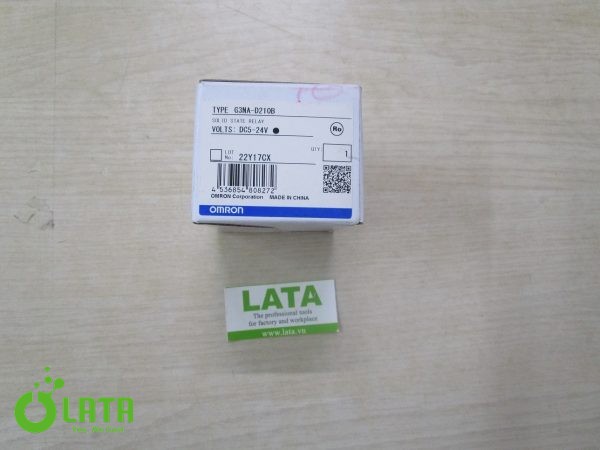 TYPE G3NA-D210B
SOLID STATE RELAY
VOLTS: DC5-24V
Ro
LOT
No. 22Y17CX
QTY.
1
4 536854 808272
OMRON Corporation MADE IN CHINA
OMRON
LATA
The professional tools
for factory and workplace
www.lata.vn
LATA